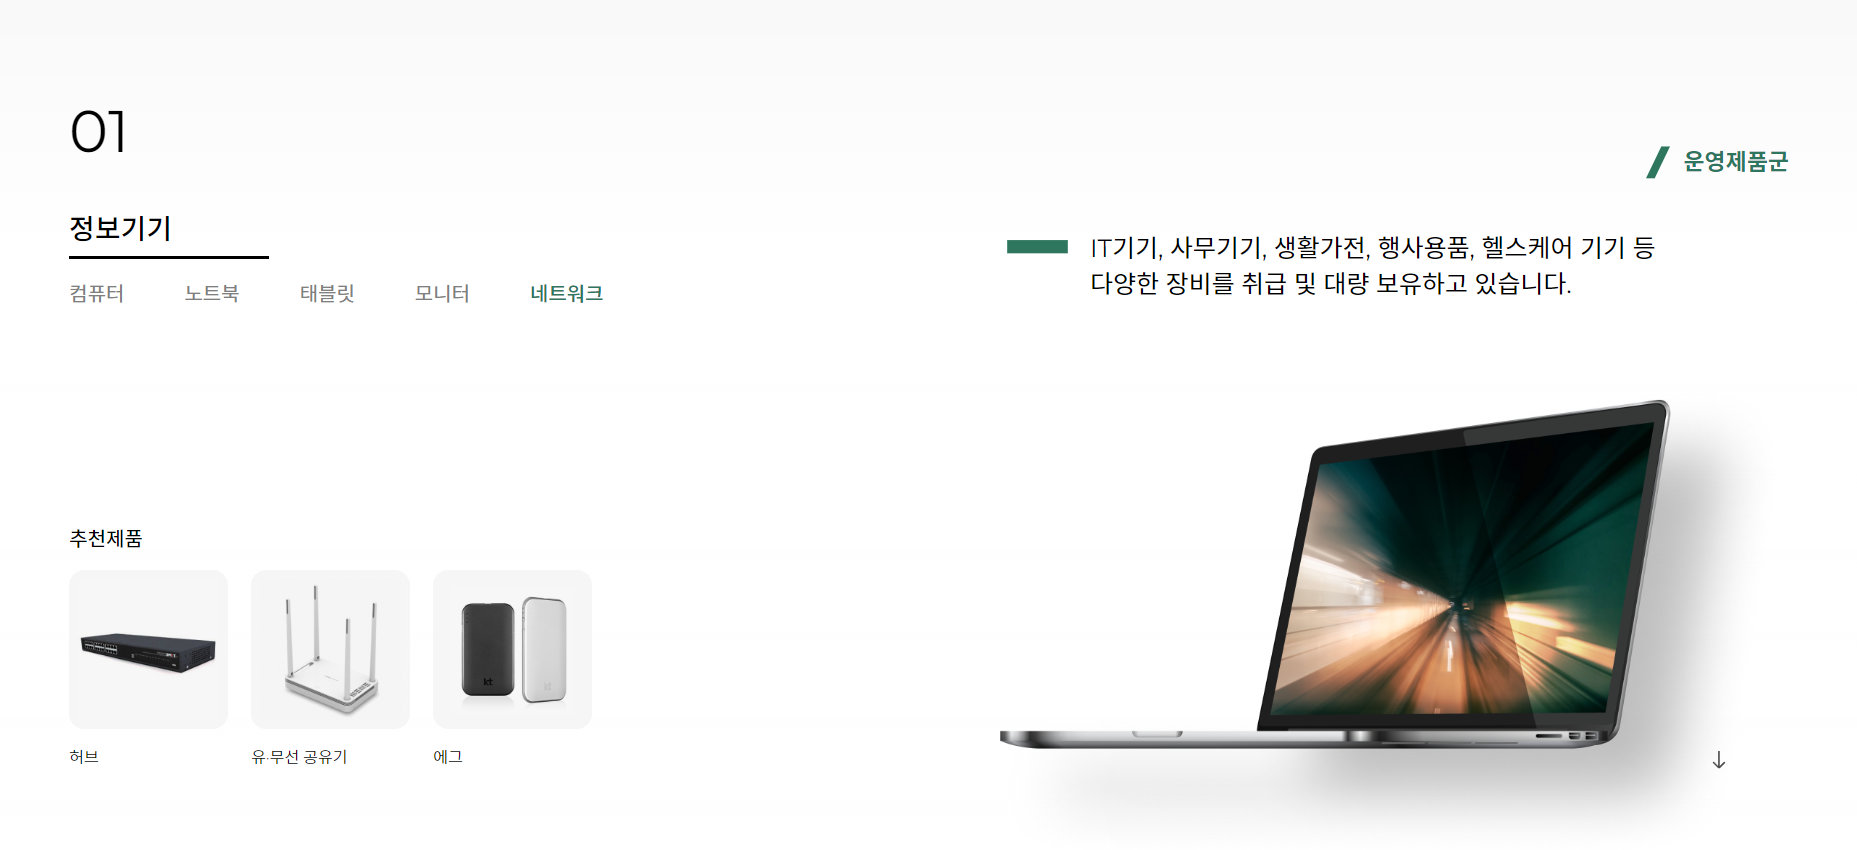 01
운영제품군
정보기기
IT기기, 사무기기, 생활가전, 행사용품, 헬스케어 기기 등
다양한 장비를 취급 및 대량 보유하고 있습니다.
컴퓨터 노트북 태블릿 모니터 네트워크
추천제품
kt kt
허브 유·무선 공유기 에그